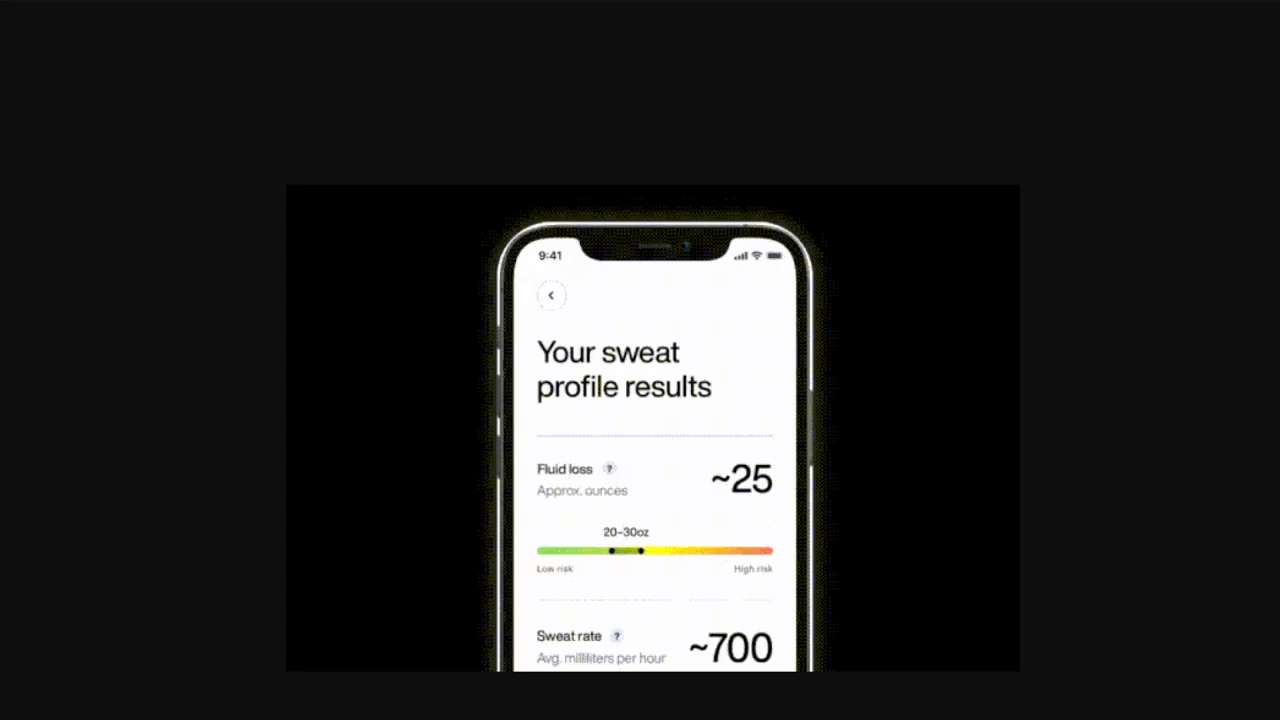 9:41
Your sweat
profile results
Fluid loss ?
~25
Approx. ounces
20–30oz
Low risk
High risk
Sweat rate ?
~700
Avg. milliliters per hour